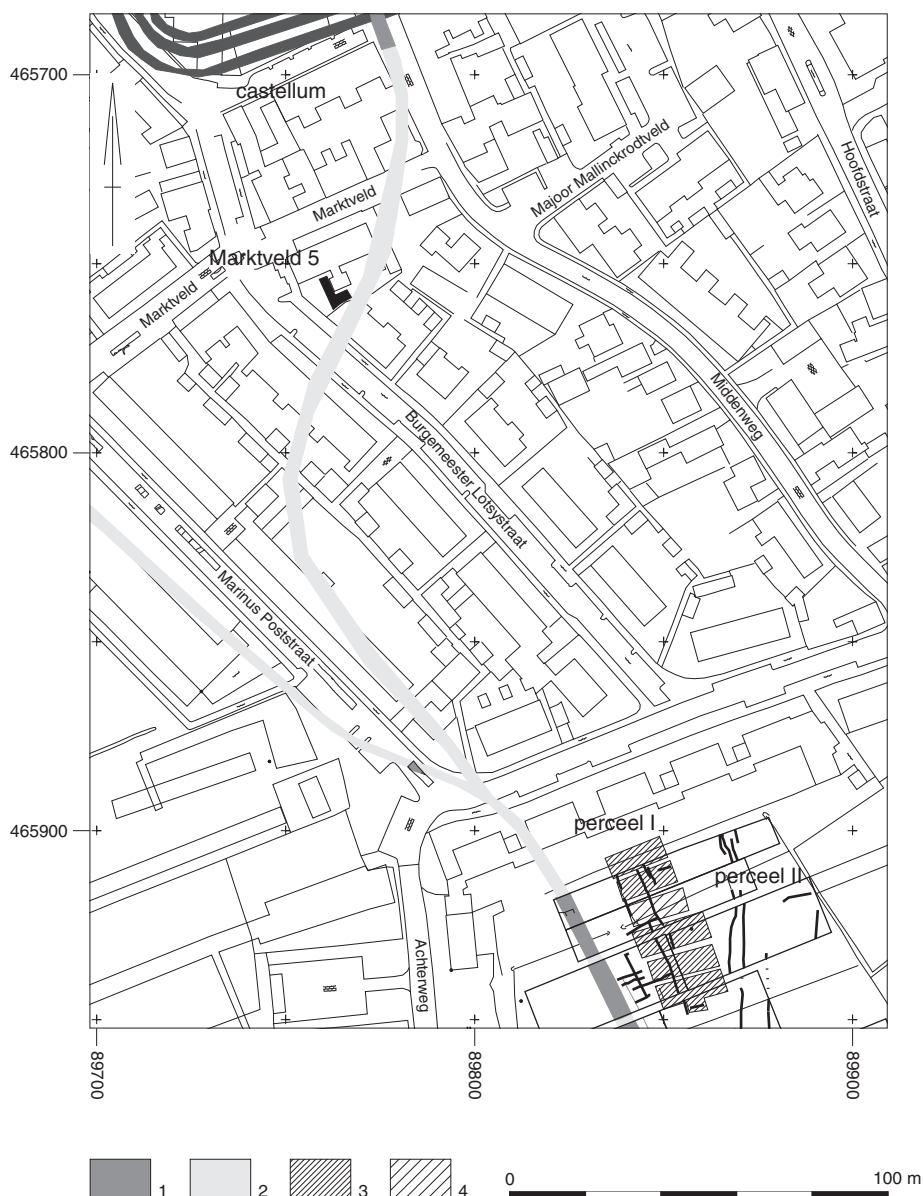 465700
castellum
Majoor Mallinckrodtveld
Hoofdstraat
Marktveld
Marktveld 5
Marktveld
Middenweg
465800
Burgemeester Lotsystraat
Marinus Poststraat
465900
perceel I
perceel II
Achterweg
89700
89800
89900
1
2
3
4
0
100 m